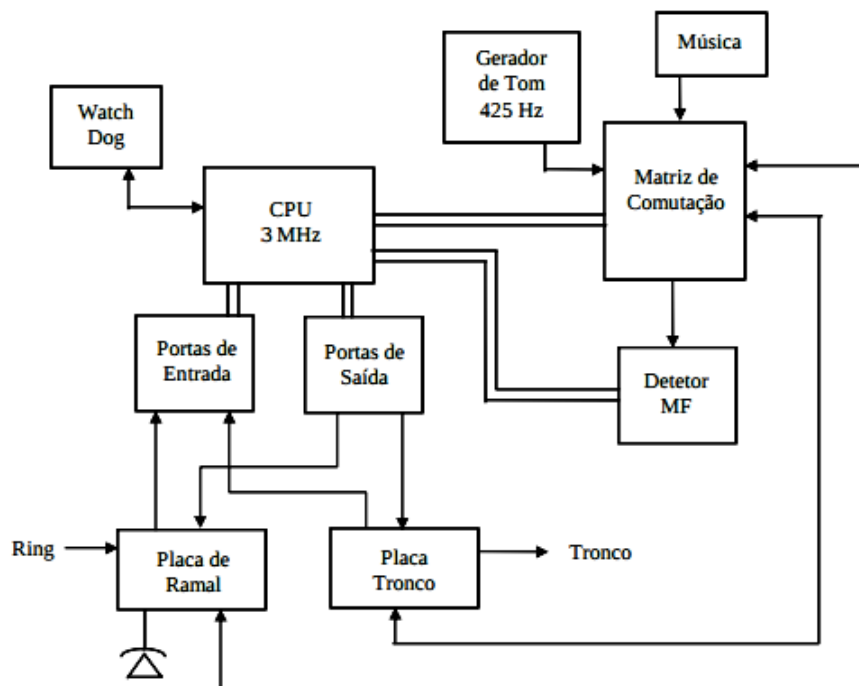 Música
Gerador
de Tom
425 Hz
Watch
Dog
Matriz de
Comutação
CPU
3 MHz
Portas de
Entrada
Portas de
Saída
Detetor
MF
Ring
Placa de
Ramal
Placa
Tronco
Tronco